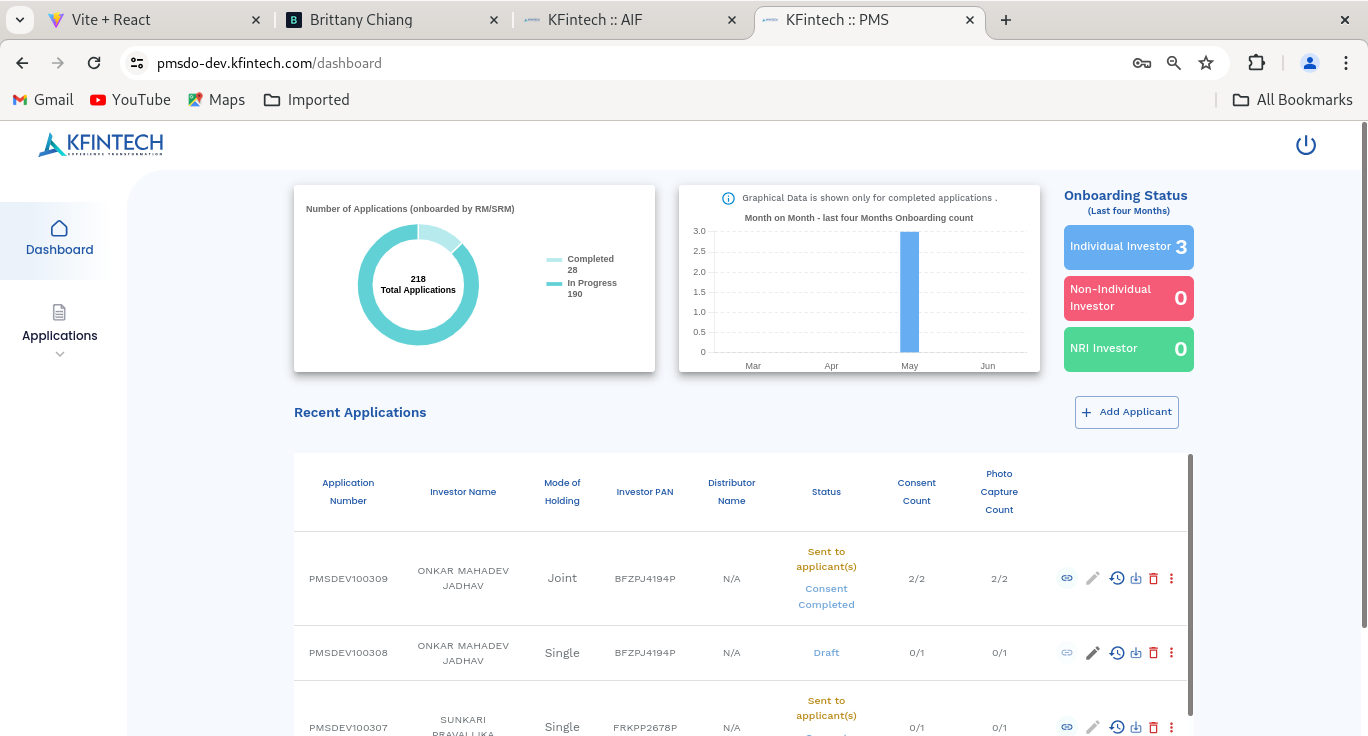 Vite + React
Brittany Chiang
KFintech :: AIF
KFintech :: PMS
pmsdo-dev.kfintech.com/dashboard
Gmail
YouTube
Maps
Imported
All Bookmarks
KFINTECH
EXPERIENCE TRANSFORMATION
Dashboard
Applications
Number of Applications (onboarded by RM/SRM)
218
Total Applications
Completed
28
In Progress
190
Graphical Data is shown only for completed applications .
Month on Month - last four Months Onboarding count
3.0
2.5
2.0
1.5
1.0
0.5
0
Mar Apr May Jun
Onboarding Status
(Last four Months)
Individual Investor 3
Non-Individual
Investor 0
NRI Investor 0
Recent Applications
+ Add Applicant
Application
Number
Investor Name
Mode of
Holding
Investor PAN
Distributor
Name
Status
Consent
Count
Photo
Capture
Count
PMSDEV100309
ONKAR MAHADEV
JADHAV
Joint
BFZPJ4194P
N/A
Sent to
applicant(s)
Consent
Completed
2/2
2/2
PMSDEV100308
ONKAR MAHADEV
JADHAV
Single
BFZPJ4194P
N/A
Draft
0/1
0/1
PMSDEV100307
SUNKARI
PRAVALLIKA
Single
FRKPP2678P
N/A
Sent to
applicant(s)
0/1
0/1